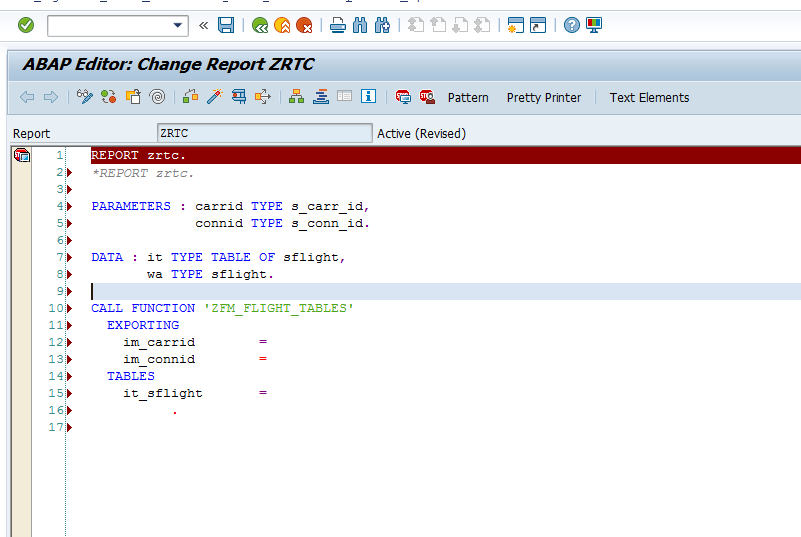 ABAP Editor: Change Report ZRTC
Pattern Pretty Printer Text Elements
Report ZRTC Active (Revised)
1 REPORT zrtc.
2 *REPORT zrtc.
3
4 PARAMETERS : carrid TYPE s_carr_id,
5 connid TYPE s_conn_id.
6
7 DATA : it TYPE TABLE OF sflight,
8 wa TYPE sflight.
9
10 CALL FUNCTION 'ZFM_FLIGHT_TABLES'
11 EXPORTING
12 im_carrid =
13 im_connid =
14 TABLES
15 it_sflight =
16 .
17